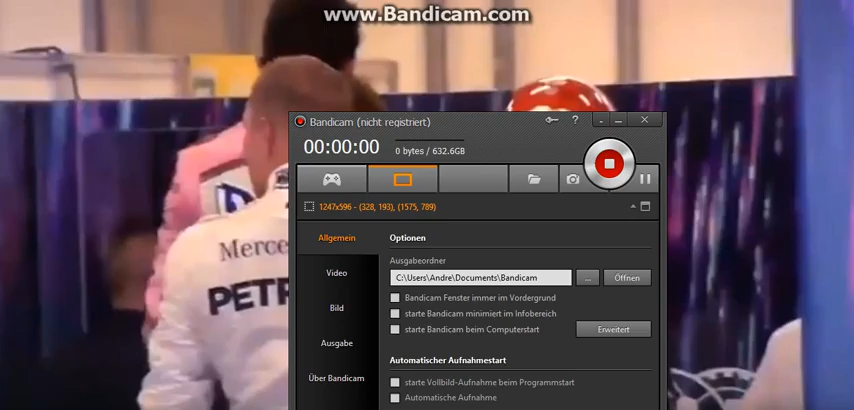 www.Bandicam.com
Bandicam (nicht registriert)
?
00:00:00
0 bytes / 632.6GB
1247x596 - (328, 193), (1575, 789)
Allgemein
Video
Bild
Ausgabe
Über Bandicam
Optionen
Ausgabeordner
C:\Users\Andre\Documents\Bandicam
...
Öffnen
Bandicam Fenster immer im Vordergrund
starte Bandicam minimiert im Infobereich
starte Bandicam beim Computerstart
Erweitert
Automatischer Aufnahmestart
starte Vollbild-Aufnahme beim Programmstart
Automatische Aufnahme
Merce
PETR